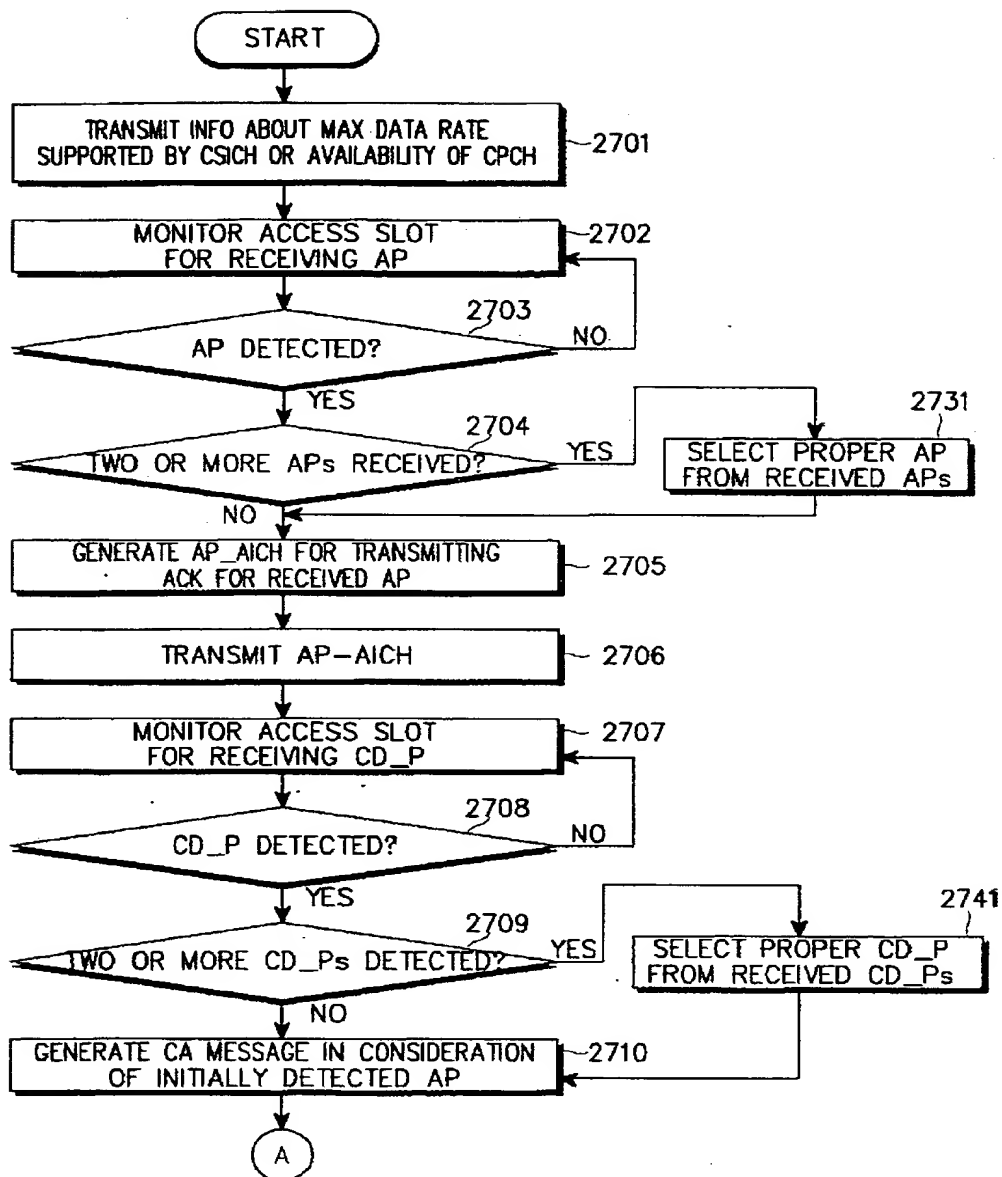 START
TRANSMIT INFO ABOUT MAX DATA RATE
SUPPORTED BY CSICH OR AVAILABILITY OF CPCH
2701
MONITOR ACCESS SLOT
FOR RECEIVING AP
2702
2703
AP DETECTED?
NO
YES
2704
TWO OR MORE APs RECEIVED?
YES
2731
SELECT PROPER AP
FROM RECEIVED APs
NO
GENERATE AP_AICH FOR TRANSMITTING
ACK FOR RECEIVED AP
2705
TRANSMIT AP-AICH
2706
MONITOR ACCESS SLOT
FOR RECEIVING CD_P
2707
2708
CD_P DETECTED?
NO
YES
2709
TWO OR MORE CD_Ps DETECTED?
YES
2741
SELECT PROPER CD_P
FROM RECEIVED CD_Ps
NO
GENERATE CA MESSAGE IN CONSIDERATION
OF INITIALLY DETECTED AP
2710
A